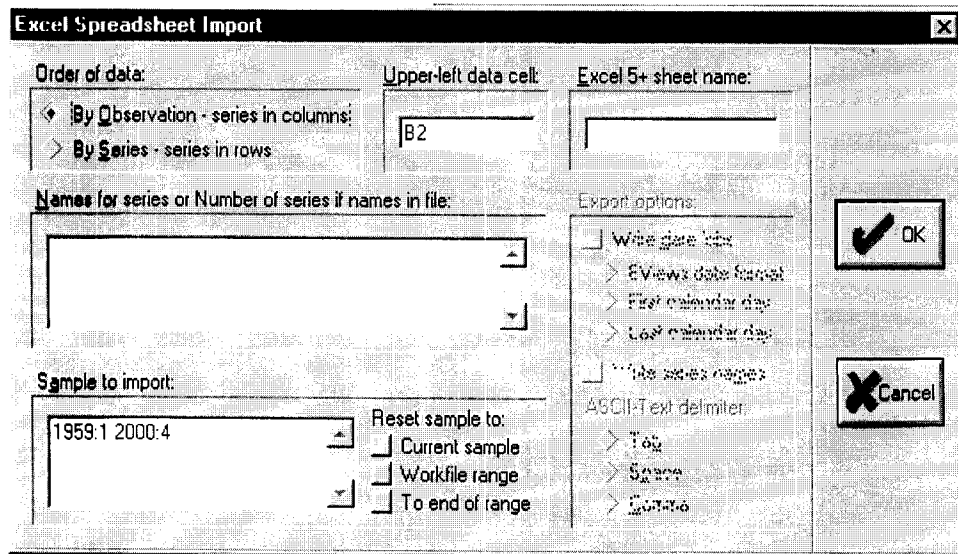 Excel Spreadsheet Import
Order of data:
By Observation - series in columns
By Series - series in rows
Upper-left data cell:
B2
Excel 5+ sheet name:
Names for series or Number of series if names in file:
Export options:
Write date/obs
EViews date format
First calendar day
Last calendar day
Write series names
ASCII-Text delimiter:
Tab
Space
Comma
Sample to import:
1959:1 2000:4
Reset sample to:
Current sample
Workfile range
To end of range
OK
Cancel